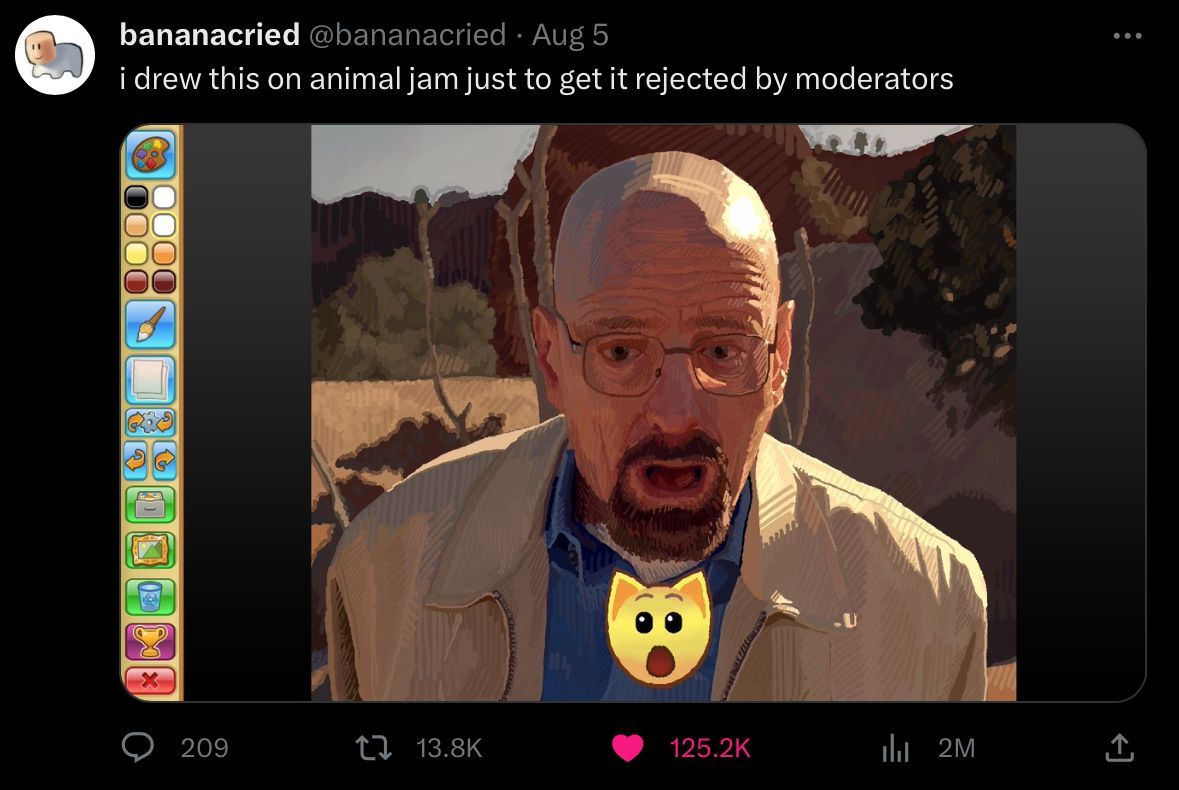 bananacried @bananacried · Aug 5
i drew this on animal jam just to get it rejected by moderators
209 13.8K 125.2K 2M